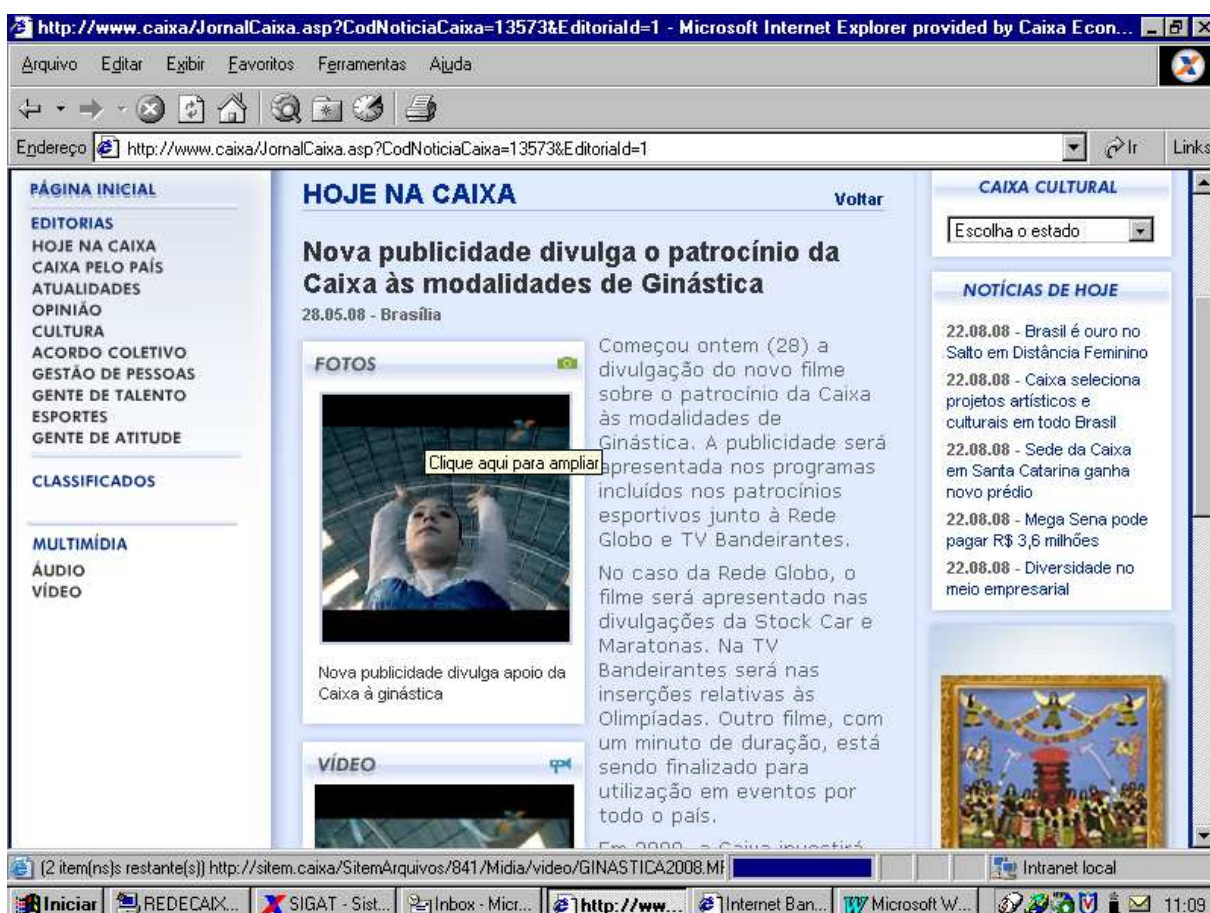 http://www.caixa/JornalCaixa.asp?CodNoticiaCaixa=13573&EditoriaId=1 - Microsoft Internet Explorer provided by Caixa Econ...
Arquivo Editar Exibir Favoritos Ferramentas Ajuda
Endereço http://www.caixa/JornalCaixa.asp?CodNoticiaCaixa=13573&EditoriaId=1 Ir Links
PÁGINA INICIAL
EDITORIAS
HOJE NA CAIXA
CAIXA PELO PAÍS
ATUALIDADES
OPINIÃO
CULTURA
ACORDO COLETIVO
GESTÃO DE PESSOAS
GENTE DE TALENTO
ESPORTES
GENTE DE ATITUDE
CLASSIFICADOS
MULTIMÍDIA
ÁUDIO
VÍDEO
HOJE NA CAIXA Voltar
Nova publicidade divulga o patrocínio da
Caixa às modalidades de Ginástica
28.05.08 - Brasília
FOTOS
Clique aqui para ampliar
Nova publicidade divulga apoio da
Caixa à ginástica
VÍDEO
Começou ontem (28) a
divulgação do novo filme
sobre o patrocínio da Caixa
às modalidades de
Ginástica. A publicidade será
apresentada nos programas
incluídos nos patrocínios
esportivos junto à Rede
Globo e TV Bandeirantes.
No caso da Rede Globo, o
filme será apresentado nas
divulgações da Stock Car e
Maratonas. Na TV
Bandeirantes será nas
inserções relativas às
Olimpíadas. Outro filme, com
um minuto de duração, está
sendo finalizado para
utilização em eventos por
todo o país.
a Caixa investirá
CAIXA CULTURAL
Escolha o estado
NOTÍCIAS DE HOJE
22.08.08 - Brasil é ouro no
Salto em Distância Feminino
22.08.08 - Caixa seleciona
projetos artísticos e
culturais em todo Brasil
22.08.08 - Sede da Caixa
em Santa Catarina ganha
novo prédio
22.08.08 - Mega Sena pode
pagar R$ 3,6 milhões
22.08.08 - Diversidade no
meio empresarial
(2 item(ns)s restante(s)) http://sitem.caixa/SitemArquivos/841/Midia/video/GINASTICA2008.MP Intranet local
Iniciar REDECAIX... SIGAT - Sist... Inbox - Micr... http://ww... Internet Ban... Microsoft W... 11:09